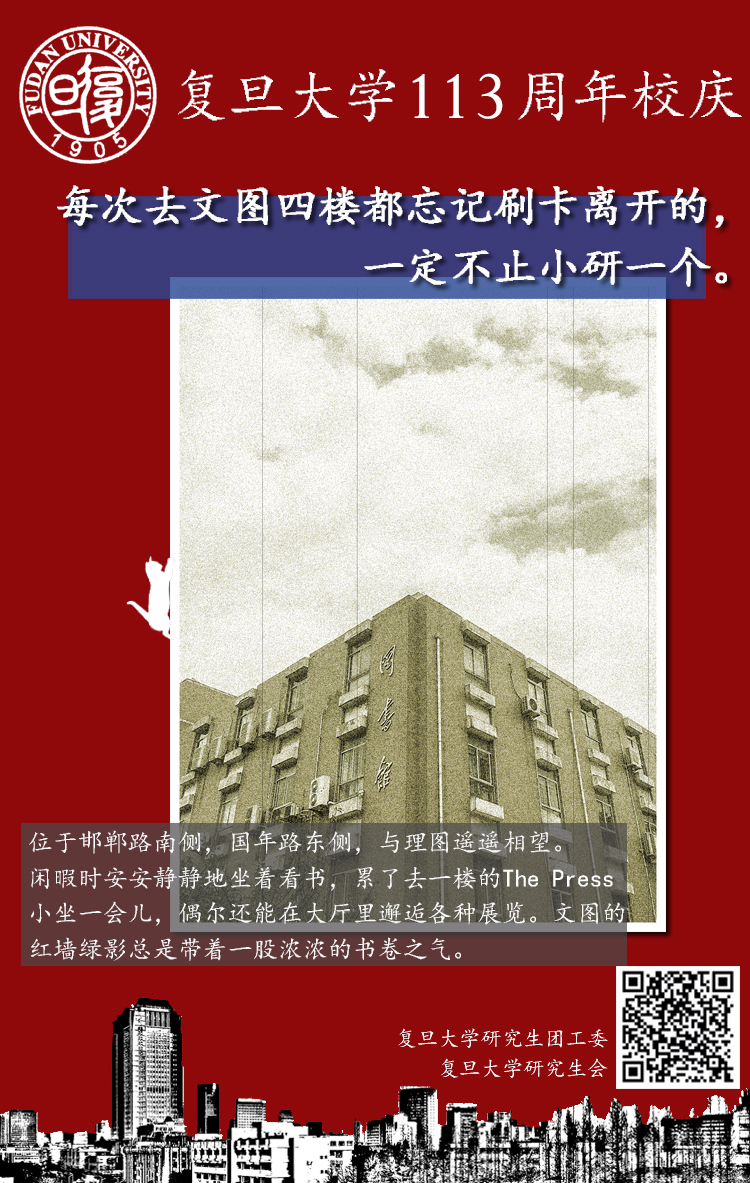 FUDAN UNIVERSITY
1905
复旦大学113周年校庆
每次去文图四楼都忘记刷卡离开的，
一定不止小研一个。
图书馆
位于邯郸路南侧，国年路东侧，与理图遥遥相望。
闲暇时安安静静地坐着看书，累了去一楼的The Press
小坐一会儿，偶尔还能在大厅里邂逅各种展览。文图的
红墙绿影总是带着一股浓浓的书卷之气。
复旦大学研究生团工委
复旦大学研究生会